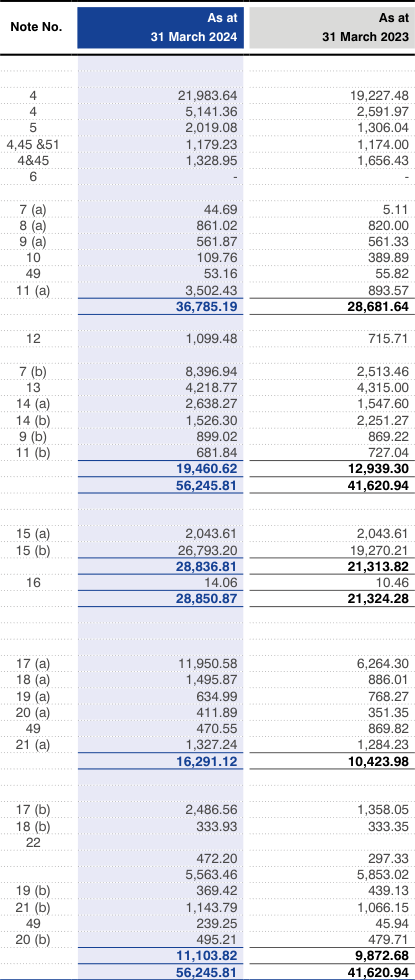 Note No. As at 31 March 2024 As at 31 March 2023
4 21,983.64 19,227.48
4 5,141.36 2,591.97
5 2,019.08 1,306.04
4,45 &51 1,179.23 1,174.00
4&45 1,328.95 1,656.43
6 - -
7 (a) 44.69 5.11
8 (a) 861.02 820.00
9 (a) 561.87 561.33
10 109.76 389.89
49 53.16 55.82
11 (a) 3,502.43 893.57
36,785.19 28,681.64
12 1,099.48 715.71
7 (b) 8,396.94 2,513.46
13 4,218.77 4,315.00
14 (a) 2,638.27 1,547.60
14 (b) 1,526.30 2,251.27
9 (b) 899.02 869.22
11 (b) 681.84 727.04
19,460.62 12,939.30
56,245.81 41,620.94
15 (a) 2,043.61 2,043.61
15 (b) 26,793.20 19,270.21
28,836.81 21,313.82
16 14.06 10.46
28,850.87 21,324.28
17 (a) 11,950.58 6,264.30
18 (a) 1,495.87 886.01
19 (a) 634.99 768.27
20 (a) 411.89 351.35
49 470.55 869.82
21 (a) 1,327.24 1,284.23
16,291.12 10,423.98
17 (b) 2,486.56 1,358.05
18 (b) 333.93 333.35
22
472.20 297.33
5,563.46 5,853.02
19 (b) 369.42 439.13
21 (b) 1,143.79 1,066.15
49 239.25 45.94
20 (b) 495.21 479.71
11,103.82 9,872.68
56,245.81 41,620.94